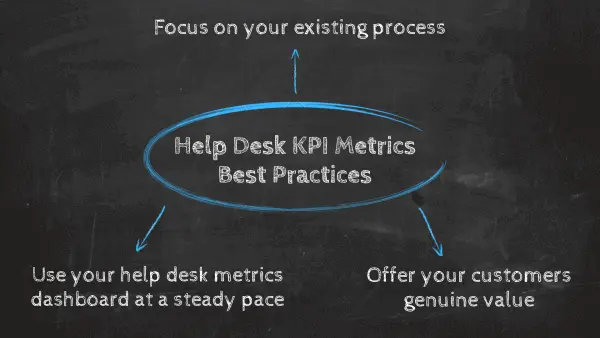 Focus on your existing process
Help Desk KPI Metrics
Best Practices
Use your help desk metrics
dashboard at a steady pace
Offer your customers
genuine value